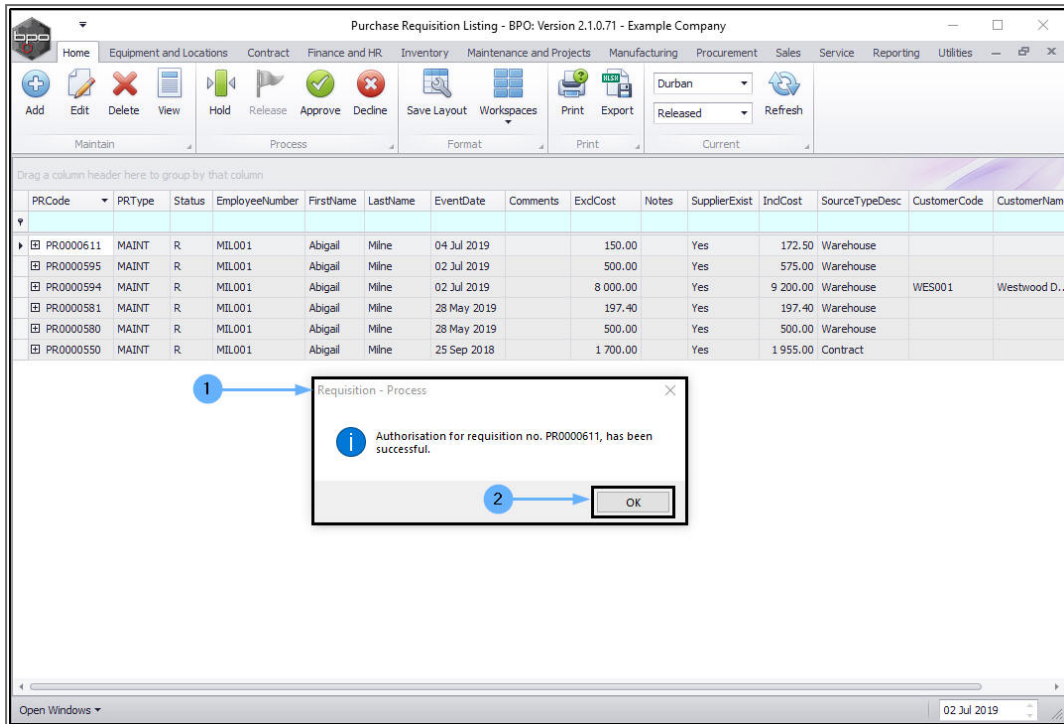 Purchase Requisition Listing - BPO: Version 2.1.0.71 - Example Company
bpo
Home Equipment and Locations Contract Finance and HR Inventory Maintenance and Projects Manufacturing Procurement Sales Service Reporting Utilities
Add Edit Delete View Hold Release Approve Decline Save Layout Workspaces Print Export Durban Released Refresh
Maintain Process Format Print Current
Drag a column header here to group by that column
PRCode PRType Status EmployeeNumber FirstName LastName EventDate Comments ExclCost Notes SupplierExist InclCost SourceTypeDesc CustomerCode CustomerNam
PR0000611 MAINT R MIL001 Abigail Milne 04 Jul 2019 150.00 Yes 172.50 Warehouse
PR0000595 MAINT R MIL001 Abigail Milne 02 Jul 2019 500.00 Yes 575.00 Warehouse
PR0000594 MAINT R MIL001 Abigail Milne 02 Jul 2019 8 000.00 Yes 9 200.00 Warehouse WES001 Westwood D..
PR0000581 MAINT R MIL001 Abigail Milne 28 May 2019 197.40 Yes 197.40 Warehouse
PR0000580 MAINT R MIL001 Abigail Milne 28 May 2019 500.00 Yes 500.00 Warehouse
PR0000550 MAINT R MIL001 Abigail Milne 25 Sep 2018 1 700.00 Yes 1 955.00 Contract
1
Requisition - Process
Authorisation for requisition no. PR0000611, has been
successful.
2
OK
Open Windows 02 Jul 2019